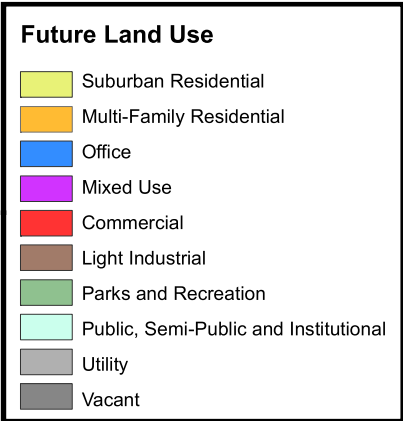 Future Land Use
Suburban Residential
Multi-Family Residential
Office
Mixed Use
Commercial
Light Industrial
Parks and Recreation
Public, Semi-Public and Institutional
Utility
Vacant